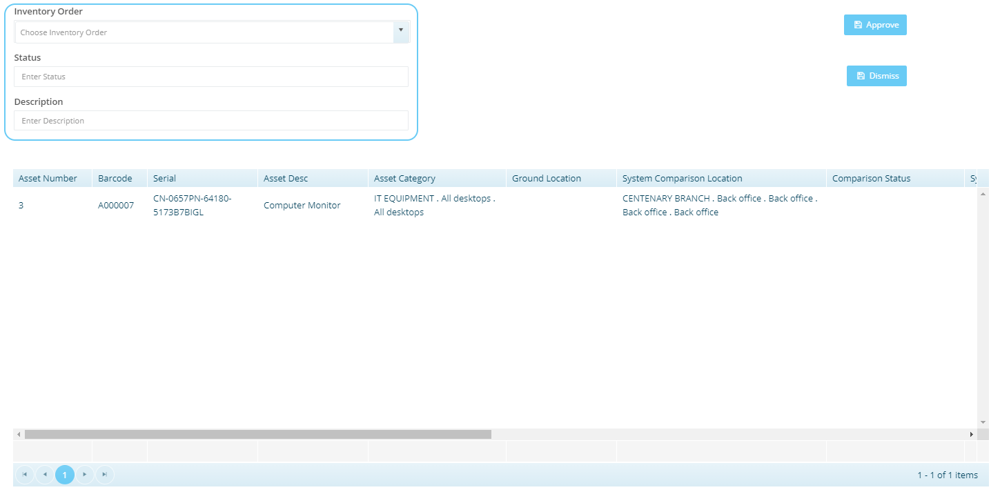 Inventory Order
Choose Inventory Order
Approve
Status
Enter Status
Dismiss
Description
Enter Description
Asset Number Barcode Serial Asset Desc Asset Category Ground Location System Comparison Location Comparison Status
3 A000007 CN-0657PN-64180- Computer Monitor IT EQUIPMENT . All desktops . CENTENARY BRANCH . Back office . Back office .
5173B7BIGL All desktops Back office . Back office
1 1 - 1 of 1 items